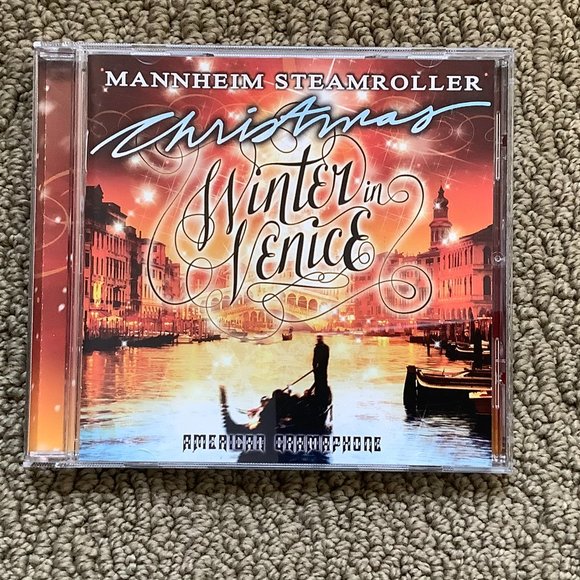 MANNHEIM STEAMROLLER
Christmas
Winter in
Venice
AMERICAN GRAMAPHONE